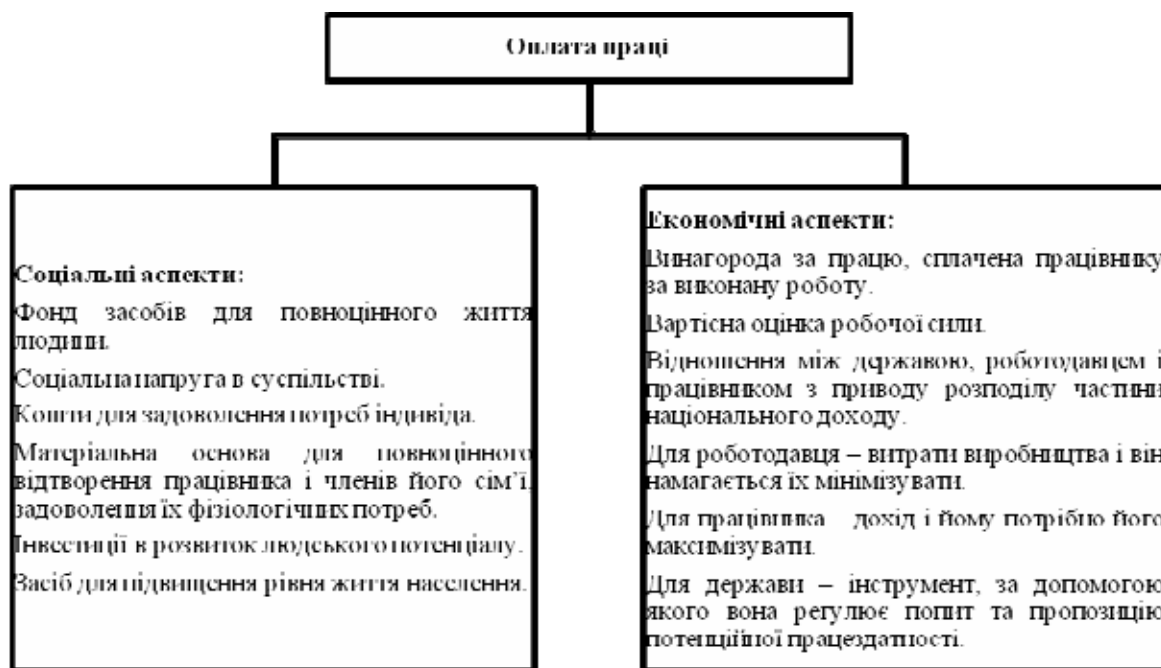 Оплата праці
Соціальні аспекти:
Фонд засобів для повноцінного життя
людини.
Соціальна напруга в суспільстві.
Кошти для задоволення потреб індивіда.
Матеріальна основа для повноцінного
відтворення працівника і членів його сім'ї,
задоволення їх фізіологічних потреб.
Інвестиції в розвиток людського потенціалу.
Засіб для підвищення рівня життя населення.
Економічні аспекти:
Винагорода за працю, сплачена працівнику
за виконану роботу.
Вартісна оцінка робочої сили.
Відношення між державою, роботодавцем і
працівником з приводу розподілу частини
національного доходу.
Для роботодавця – витрати виробництва і він
намагається їх мінімізувати.
Для працівника дохід і йому потрібно його
максимізувати.
Для держави – інструмент, за допомогою
якого вона регулює попит та пропозицію
потенційної працездатності.